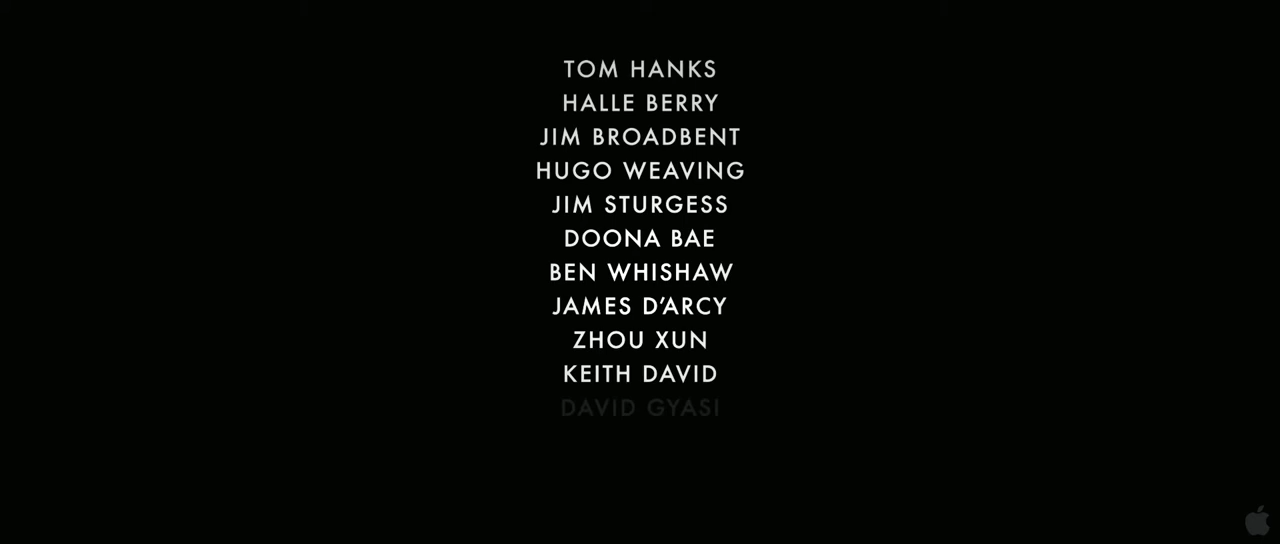 TOM HANKS
HALLE BERRY
JIM BROADBENT
HUGO WEAVING
JIM STURGESS
DOONA BAE
BEN WHISHAW
JAMES D’ARCY
ZHOU XUN
KEITH DAVID
DAVID GYASI